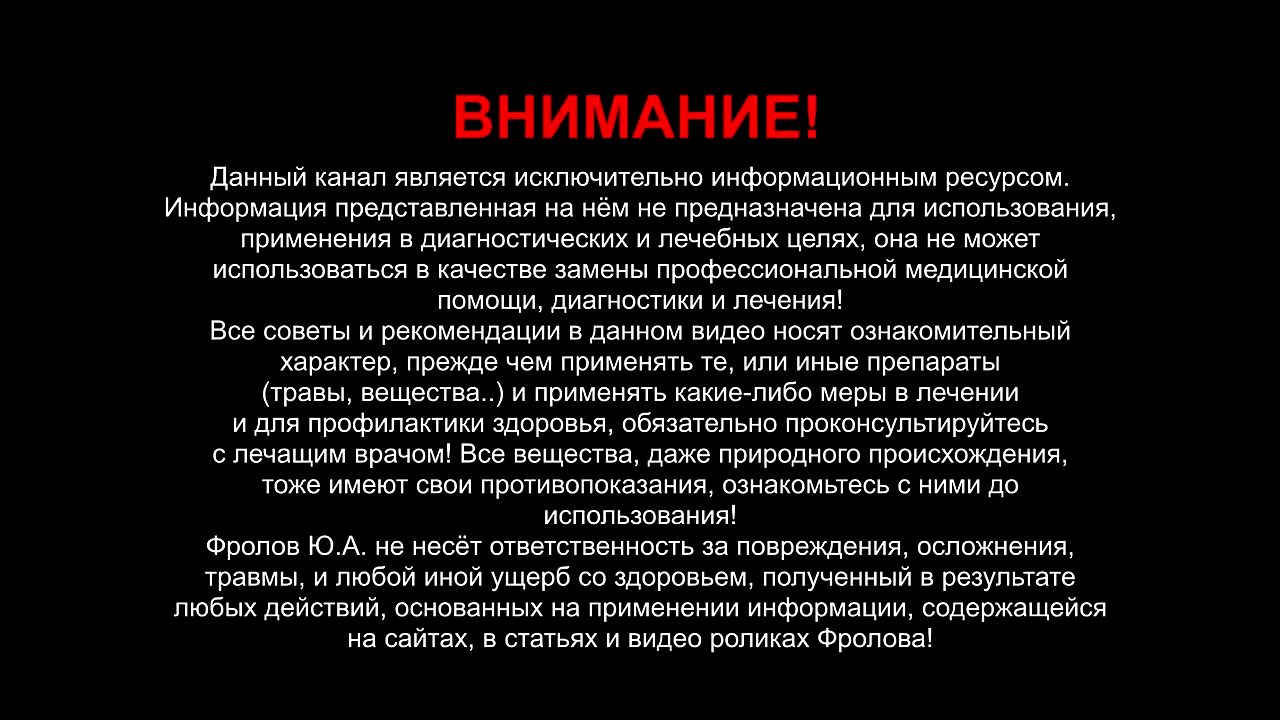 ВНИМАНИЕ!
Данный канал является исключительно информационным ресурсом.
Информация представленная на нём не предназначена для использования,
применения в диагностических и лечебных целях, она не может
использоваться в качестве замены профессиональной медицинской
помощи, диагностики и лечения!
Все советы и рекомендации в данном видео носят ознакомительный
характер, прежде чем применять те, или иные препараты
(травы, вещества..) и применять какие-либо меры в лечении
и для профилактики здоровья, обязательно проконсультируйтесь
с лечащим врачом! Все вещества, даже природного происхождения,
тоже имеют свои противопоказания, ознакомьтесь с ними до
использования!
Фролов Ю.А. не несёт ответственность за повреждения, осложнения,
травмы, и любой иной ущерб со здоровьем, полученный в результате
любых действий, основанных на применении информации, содержащейся
на сайтах, в статьях и видео роликах Фролова!